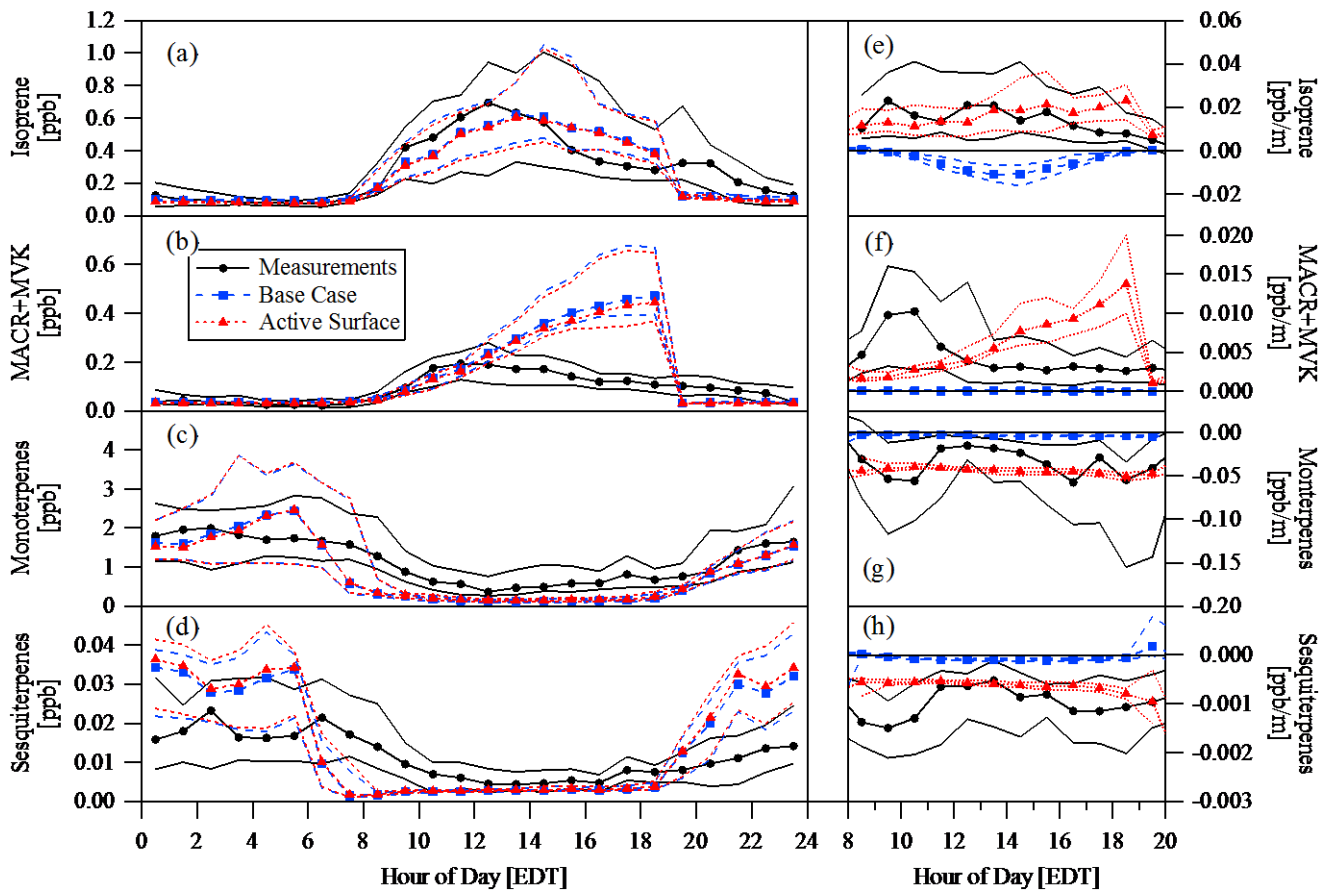 (a)
Isoprene
[ppb]
1.2
1.0
0.8
0.6
0.4
0.2
0.0
(b)
MACR+MVK
[ppb]
0.6
0.4
0.2
0.0
Measurements
Base Case
Active Surface
(c)
Monoterpenes
[ppb]
4
3
2
1
0
(d)
Sesquiterpenes
[ppb]
0.04
0.03
0.02
0.01
0.00
0 2 4 6 8 10 12 14 16 18 20 22 24
Hour of Day [EDT]
(e)
0.06
0.04
0.02
0.00
-0.02
Isoprene
[ppb/m]
(f)
0.020
0.015
0.010
0.005
0.000
MACR+MVK
[ppb/m]
(g)
0.00
-0.05
-0.10
-0.15
-0.20
Monterpenes
[ppb/m]
(h)
0.000
-0.001
-0.002
-0.003
Sesquiterpenes
[ppb/m]
8 10 12 14 16 18 20
Hour of Day [EDT]